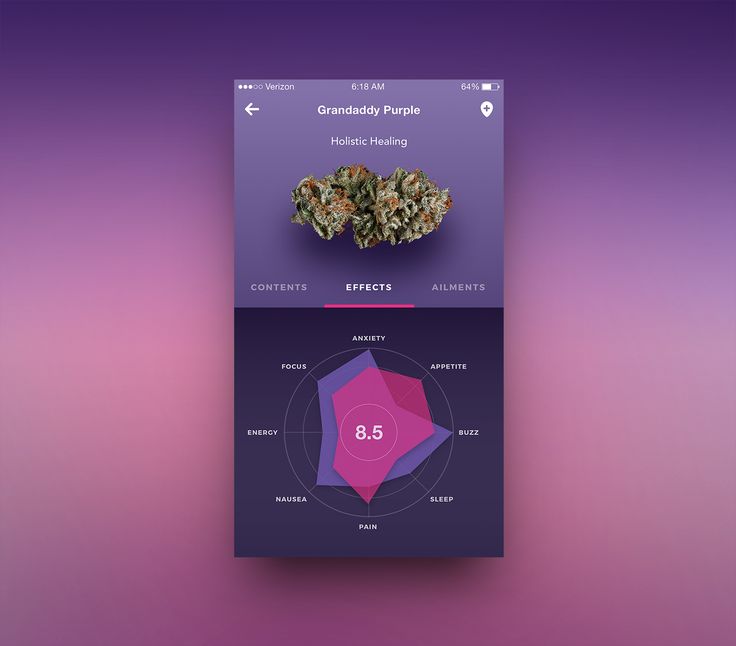 Verizon 6:18 AM 64%
Grandaddy Purple
Holistic Healing
CONTENTS EFFECTS AILMENTS
ANXIETY
FOCUS APPETITE
ENERGY 8.5 BUZZ
NAUSEA SLEEP
PAIN